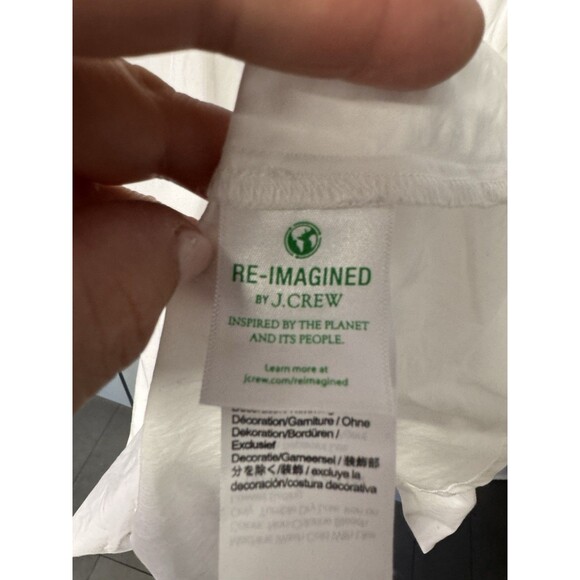 RE-IMAGINED
BY J.CREW
INSPIRED BY THE PLANET
AND ITS PEOPLE.
Learn more at
jcrew.com/reimagined
Décoration/Garniture / Ohne
Dekoration/Bordüren /
Exclusief
Decoratie/Garneersel / 装飾部
分を除く/装飾 / excluye la
decoración/costura decorativa